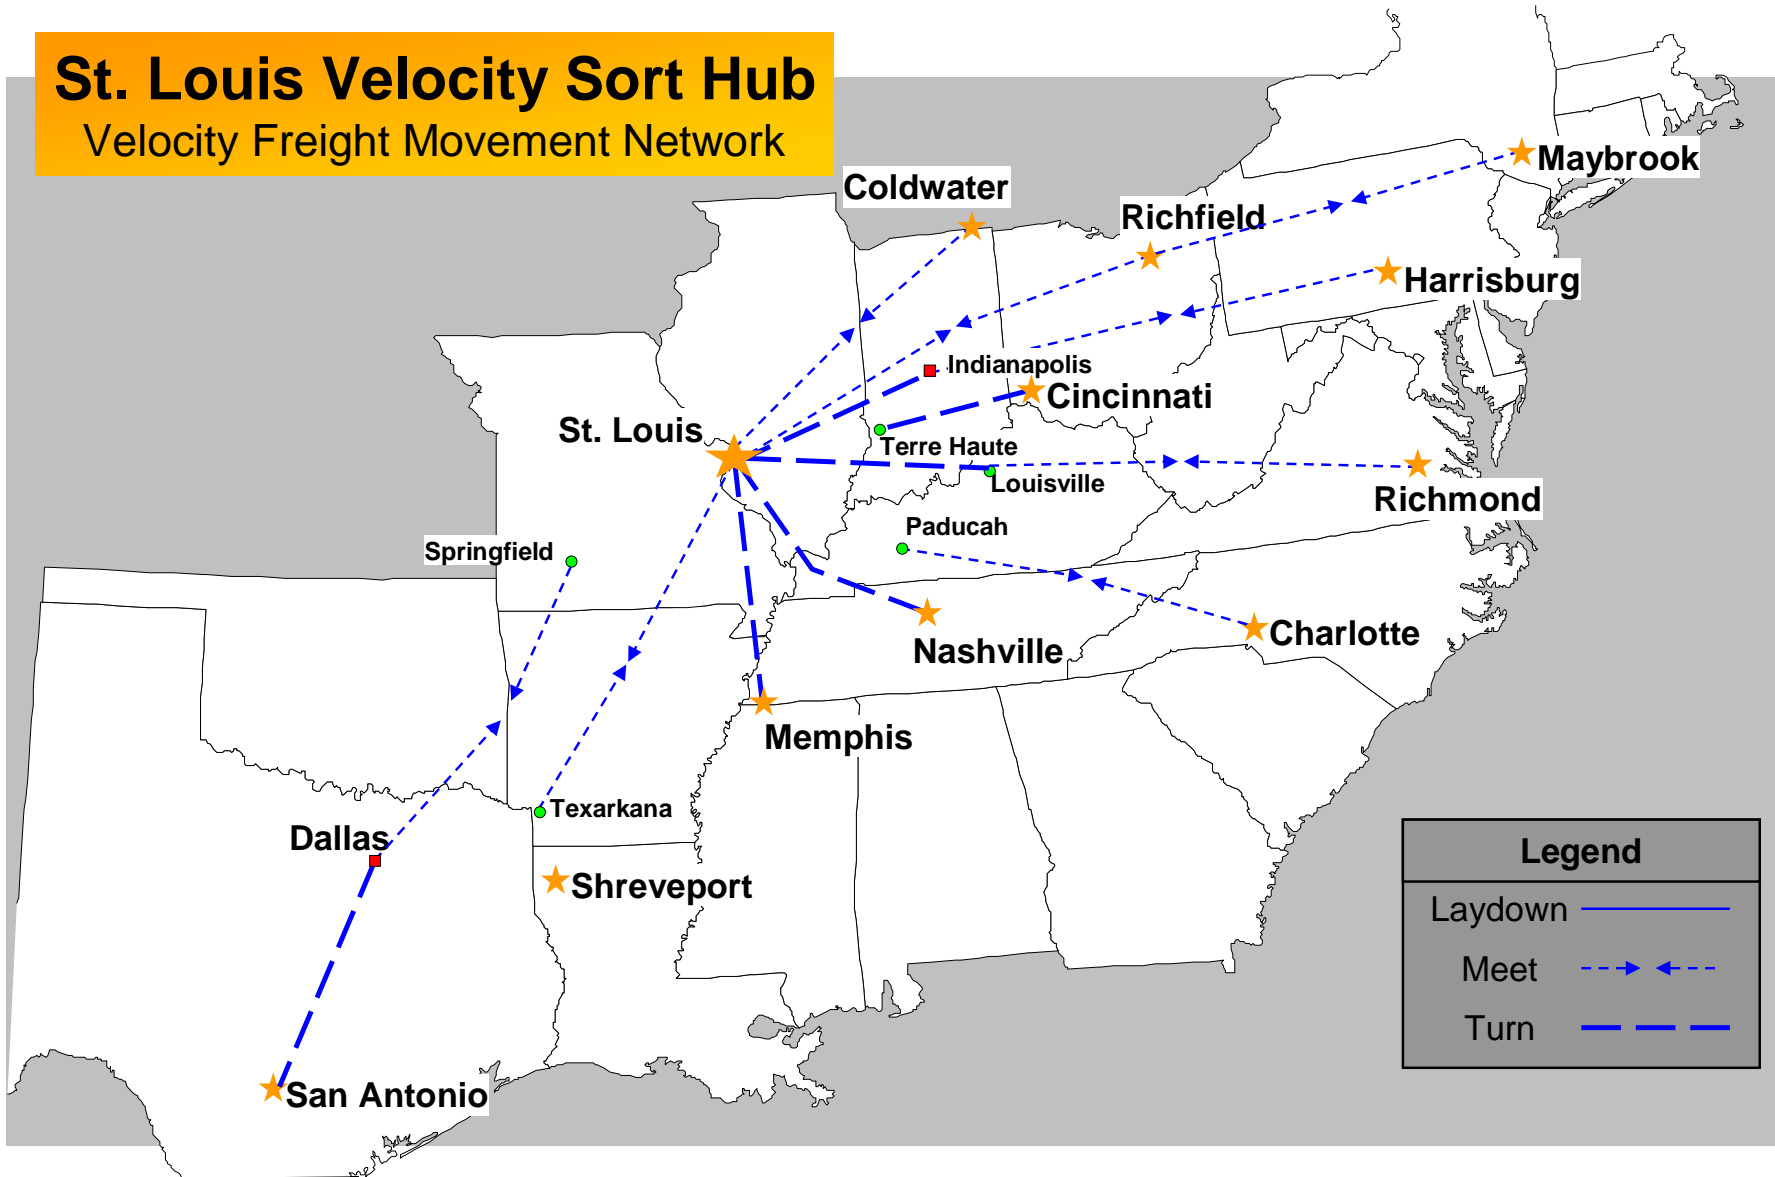 St. Louis Velocity Sort Hub
Velocity Freight Movement Network
Maybrook
Coldwater
Richfield
Harrisburg
Indianapolis
Cincinnati
St. Louis
Terre Haute
Louisville
Richmond
Paducah
Springfield
Charlotte
Nashville
Memphis
Texarkana
Dallas
Shreveport
San Antonio
Legend
Laydown
Meet
Turn